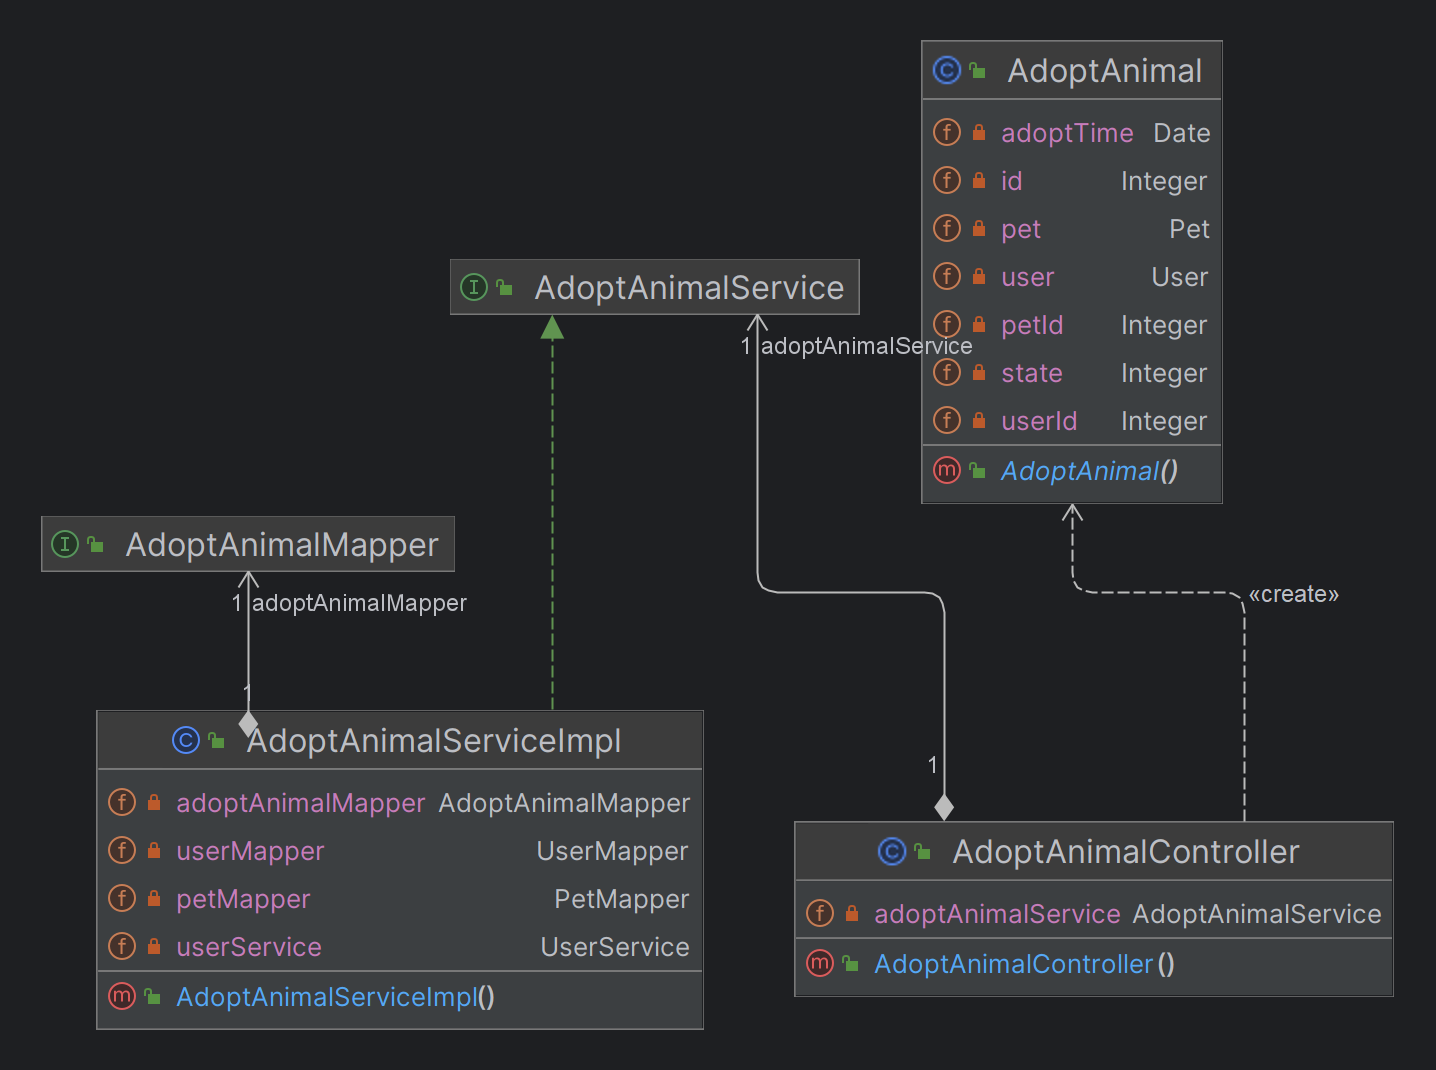 AdoptAnimal
adoptTime Date
id Integer
pet Pet
user User
petId Integer
state Integer
userId Integer
AdoptAnimal()
AdoptAnimalService
1 adoptAnimalService
AdoptAnimalMapper
1 adoptAnimalMapper
«create»
1
AdoptAnimalServiceImpl
adoptAnimalMapper AdoptAnimalMapper
userMapper UserMapper
petMapper PetMapper
userService UserService
AdoptAnimalServiceImpl()
1
AdoptAnimalController
adoptAnimalService AdoptAnimalService
AdoptAnimalController()